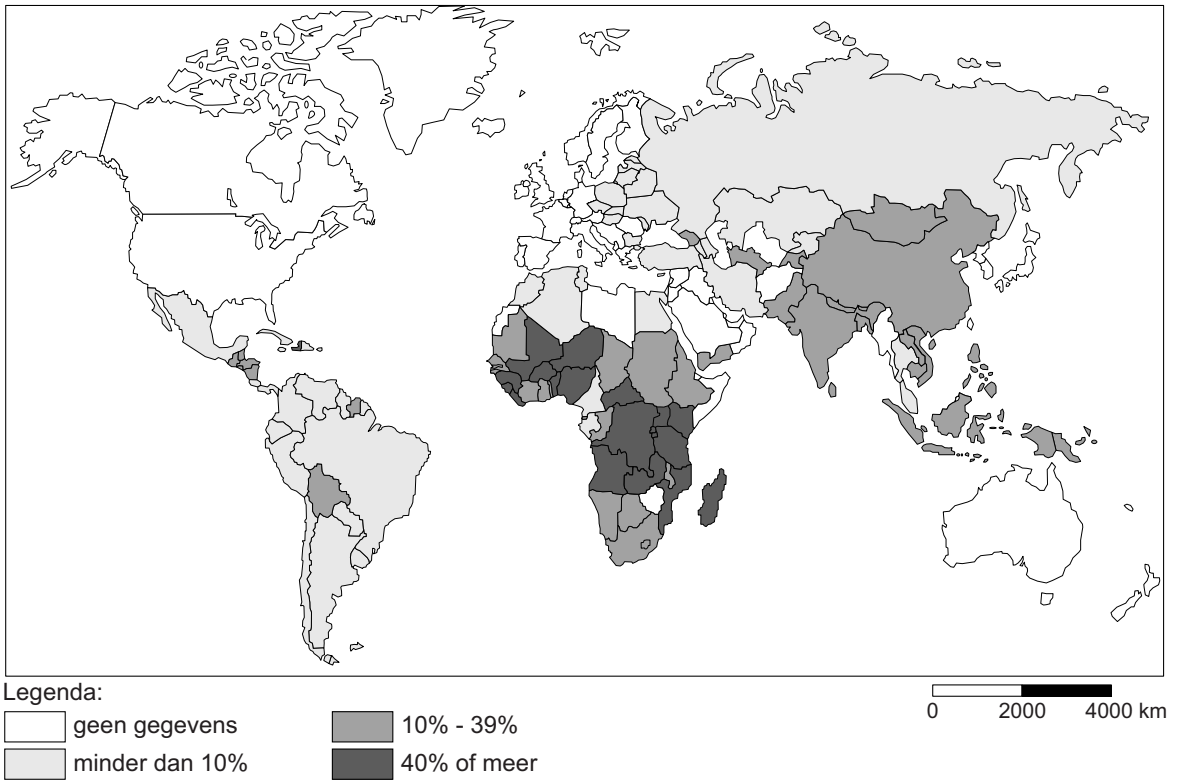 Legenda:
geen gegevens
minder dan 10%
10% - 39%
40% of meer
0 2000 4000 km